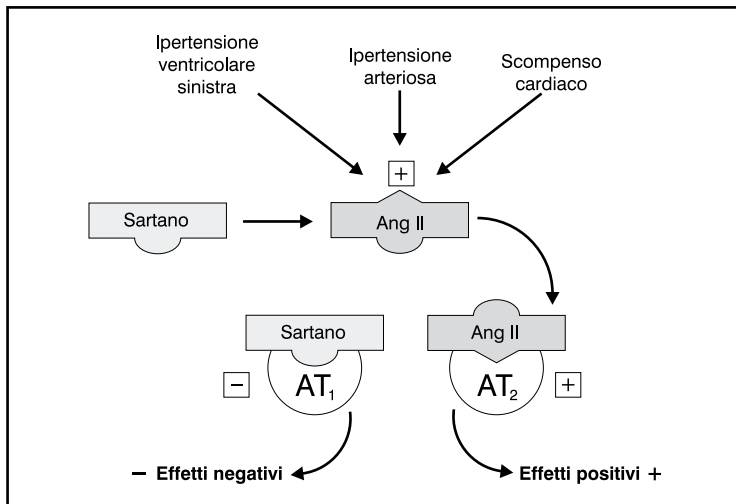 Ipertensione
ventricolare
sinistra
Ipertensione
arteriosa
Scompenso
cardiaco
+
Sartano
Ang II
Sartano
Ang II
−
AT₁
AT₂
+
− Effetti negativi
Effetti positivi +